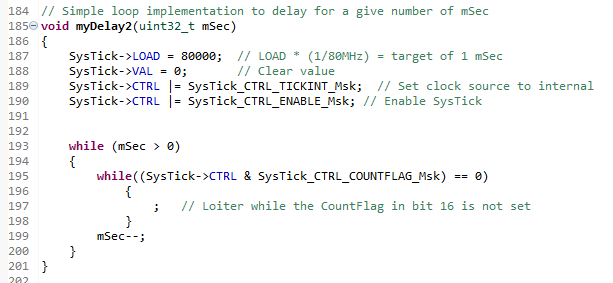 184 // Simple loop implementation to delay for a give number of mSec
185 void myDelay2(uint32_t mSec)
186 {
187     SysTick->LOAD = 80000;  // LOAD * (1/80MHz) = target of 1 mSec
188     SysTick->VAL = 0;       // Clear value
189     SysTick->CTRL |= SysTick_CTRL_TICKINT_Msk;  // Set clock source to internal
190     SysTick->CTRL |= SysTick_CTRL_ENABLE_Msk; // Enable SysTick
191
192
193     while (mSec > 0)
194     {
195         while((SysTick->CTRL & SysTick_CTRL_COUNTFLAG_Msk) == 0)
196             {
197                 ;   // Loiter while the CountFlag in bit 16 is not set
198             }
199         mSec--;
200     }
201 }
202